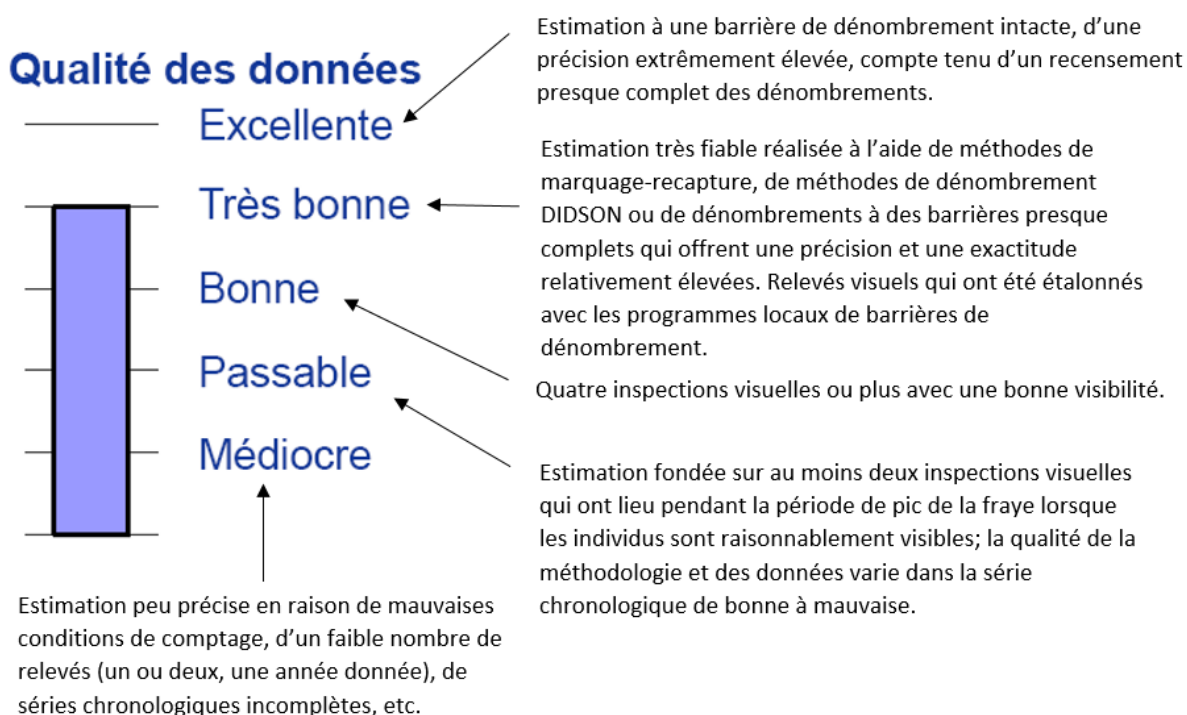 Qualité des données
Excellente
Très bonne
Bonne
Passable
Médiocre
Estimation à une barrière de dénombrement intacte, d’une
précision extrêmement élevée, compte tenu d’un recensement
presque complet des dénombrements.
Estimation très fiable réalisée à l’aide de méthodes de
marquage-recapture, de méthodes de dénombrement
DIDSON ou de dénombrements à des barrières presque
complets qui offrent une précision et une exactitude
relativement élevées. Relevés visuels qui ont été étalonnés
avec les programmes locaux de barrières de
dénombrement.
Quatre inspections visuelles ou plus avec une bonne visibilité.
Estimation fondée sur au moins deux inspections visuelles
qui ont lieu pendant la période de pic de la fraye lorsque
les individus sont raisonnablement visibles; la qualité de la
méthodologie et des données varie dans la série
chronologique de bonne à mauvaise.
Estimation peu précise en raison de mauvaises
conditions de comptage, d’un faible nombre de
relevés (un ou deux, une année donnée), de
séries chronologiques incomplètes, etc.